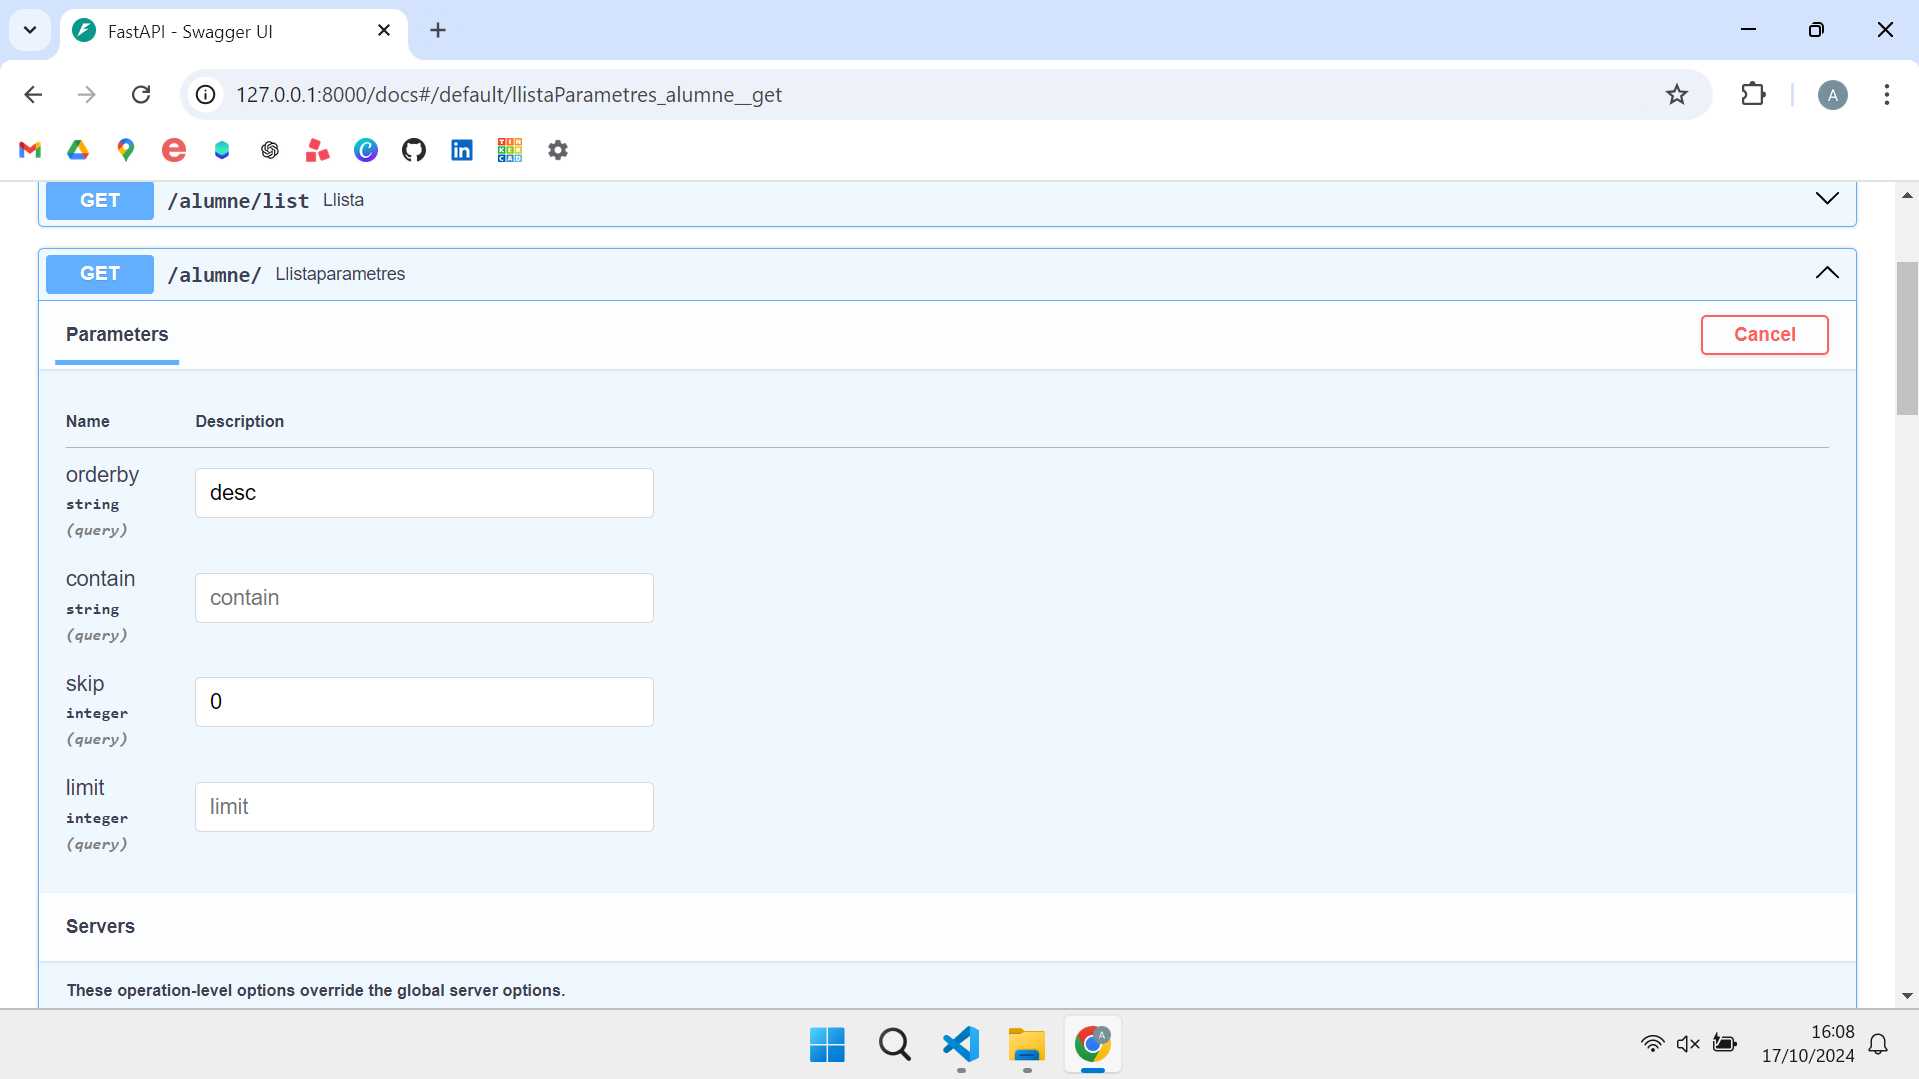 FastAPI - Swagger UI
127.0.0.1:8000/docs#/default/llistaParametres_alumne__get
A
GET /alumne/list Llista
GET /alumne/ Llistaparametres
Parameters
Cancel
Name Description
orderby
string
(query)
desc
contain
string
(query)
contain
skip
integer
(query)
0
limit
integer
(query)
limit
Servers
These operation-level options override the global server options.
A
16:08
17/10/2024